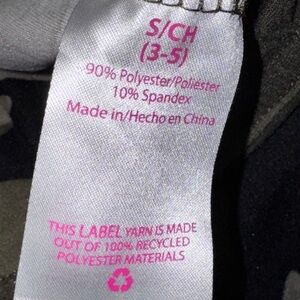 S/CH
(3-5)
90% Polyester/Poliéster
10% Spandex
Made in/Hecho en China
THIS LABEL YARN IS MADE
OUT OF 100% RECYCLED
POLYESTER MATERIALS